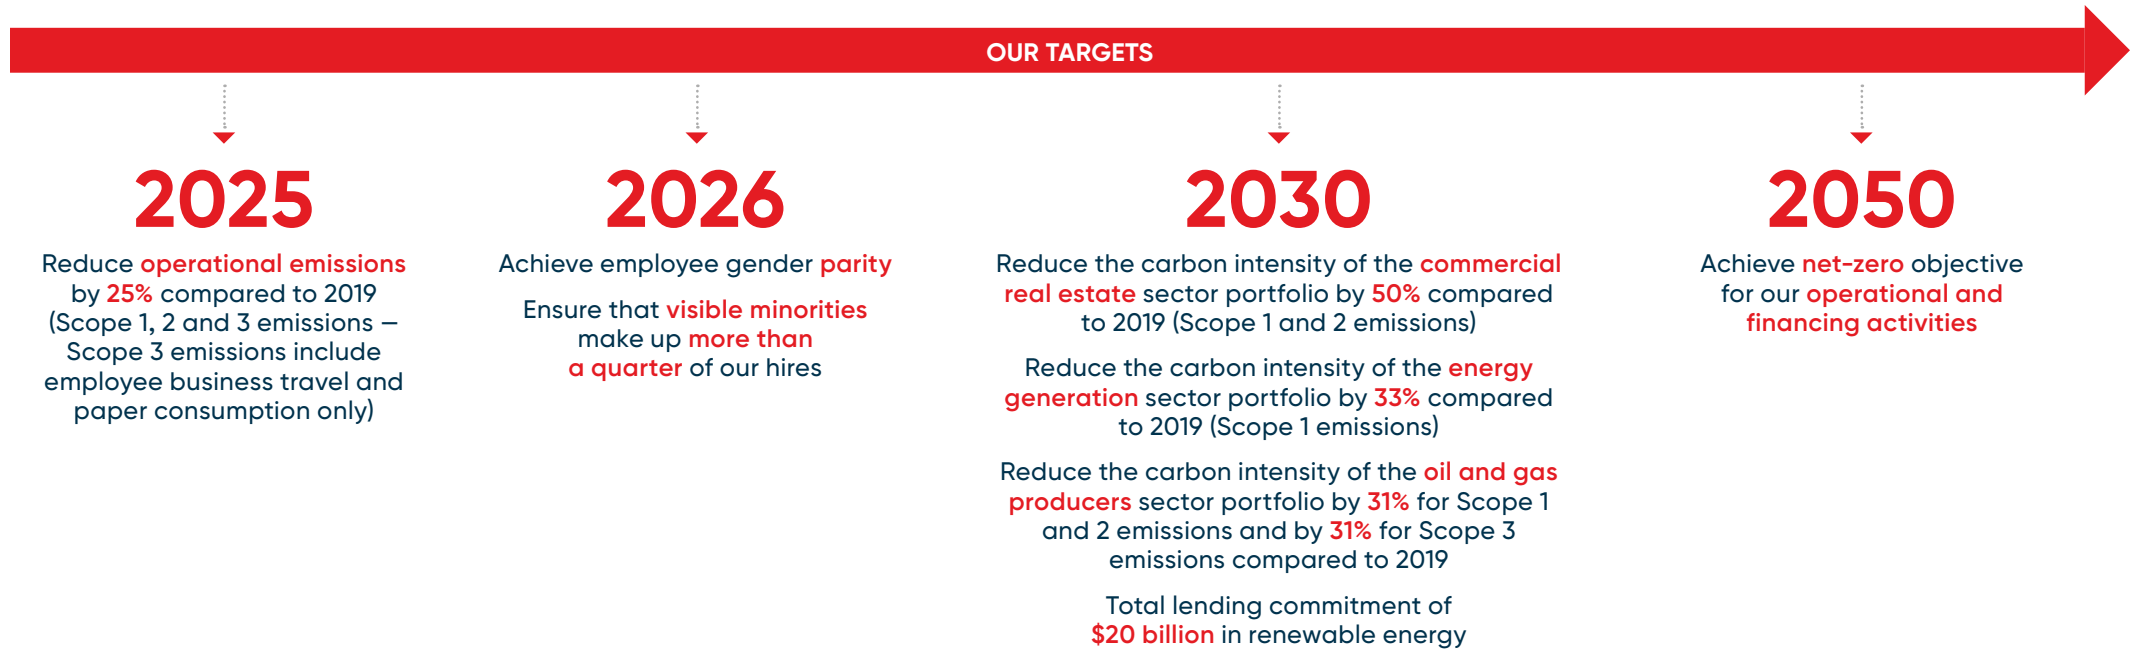 OUR TARGETS
2025
Reduce operational emissions
by 25% compared to 2019
(Scope 1, 2 and 3 emissions –
Scope 3 emissions include
employee business travel and
paper consumption only)
2026
Achieve employee gender parity
Ensure that visible minorities
make up more than
a quarter of our hires
2030
Reduce the carbon intensity of the commercial
real estate sector portfolio by 50% compared
to 2019 (Scope 1 and 2 emissions)
Reduce the carbon intensity of the energy
generation sector portfolio by 33% compared
to 2019 (Scope 1 emissions)
Reduce the carbon intensity of the oil and gas
producers sector portfolio by 31% for Scope 1
and 2 emissions and by 31% for Scope 3
emissions compared to 2019
Total lending commitment of
$20 billion in renewable energy
2050
Achieve net-zero objective
for our operational and
financing activities